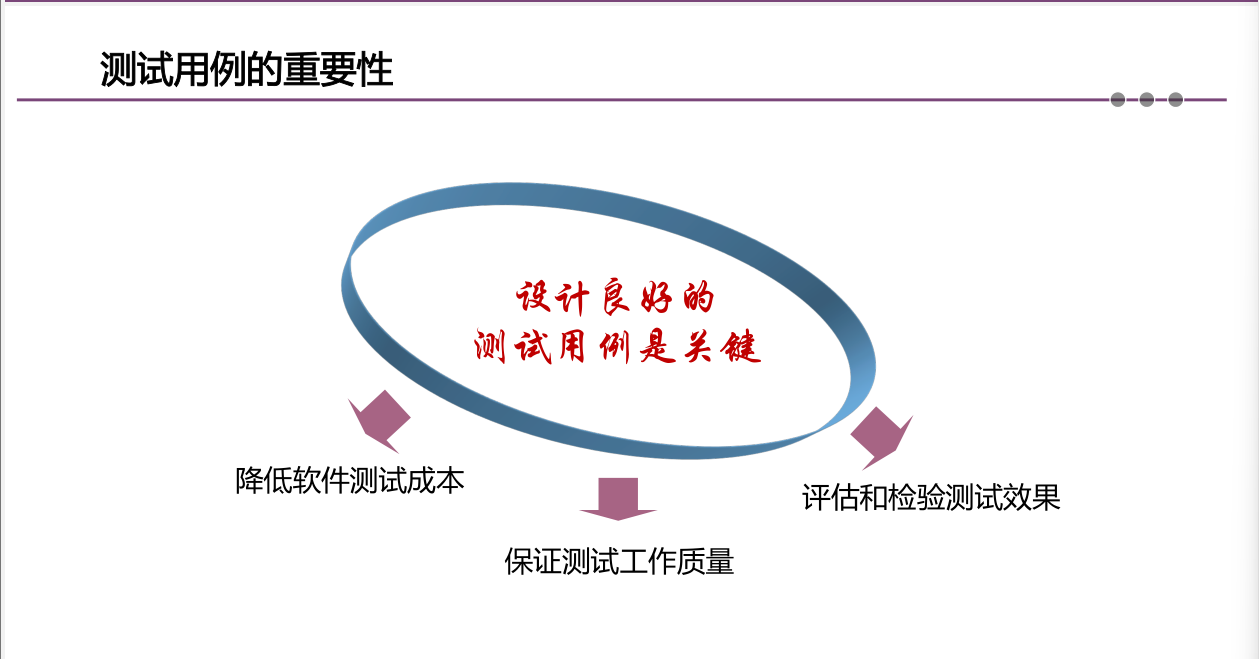 测试用例的重要性
设计良好的
测试用例是关键
降低软件测试成本
评估和检验测试效果
保证测试工作质量